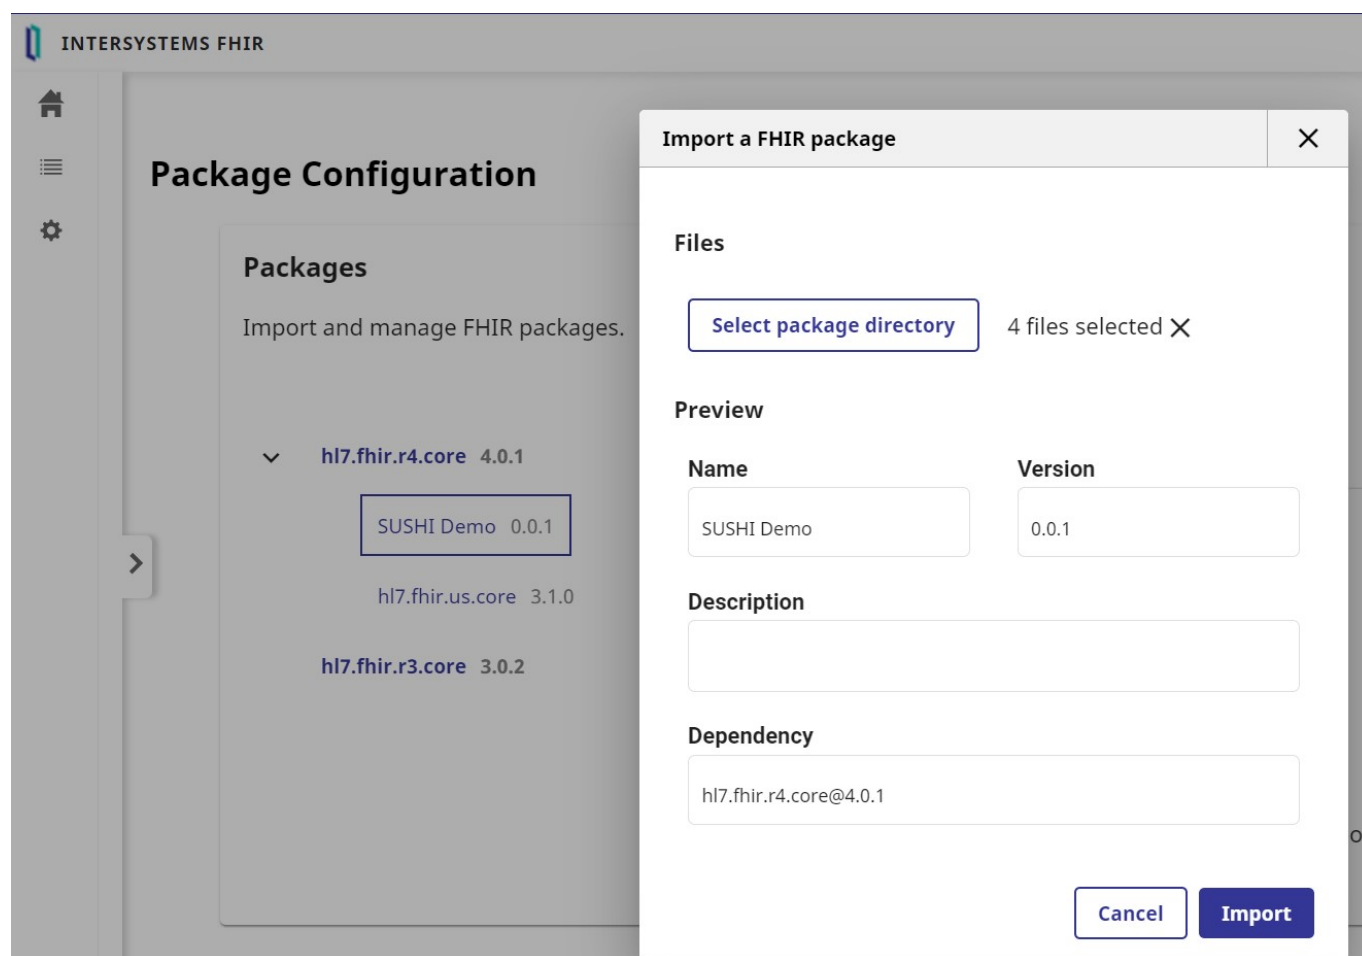 INTERSYSTEMS FHIR
Package Configuration
Packages
Import and manage FHIR packages.
hl7.fhir.r4.core 4.0.1
SUSHI Demo 0.0.1
hl7.fhir.us.core 3.1.0
hl7.fhir.r3.core 3.0.2
Import a FHIR package
Files
Select package directory 4 files selected
Preview
Name Version
SUSHI Demo 0.0.1
Description
Dependency
hl7.fhir.r4.core@4.0.1
Cancel Import